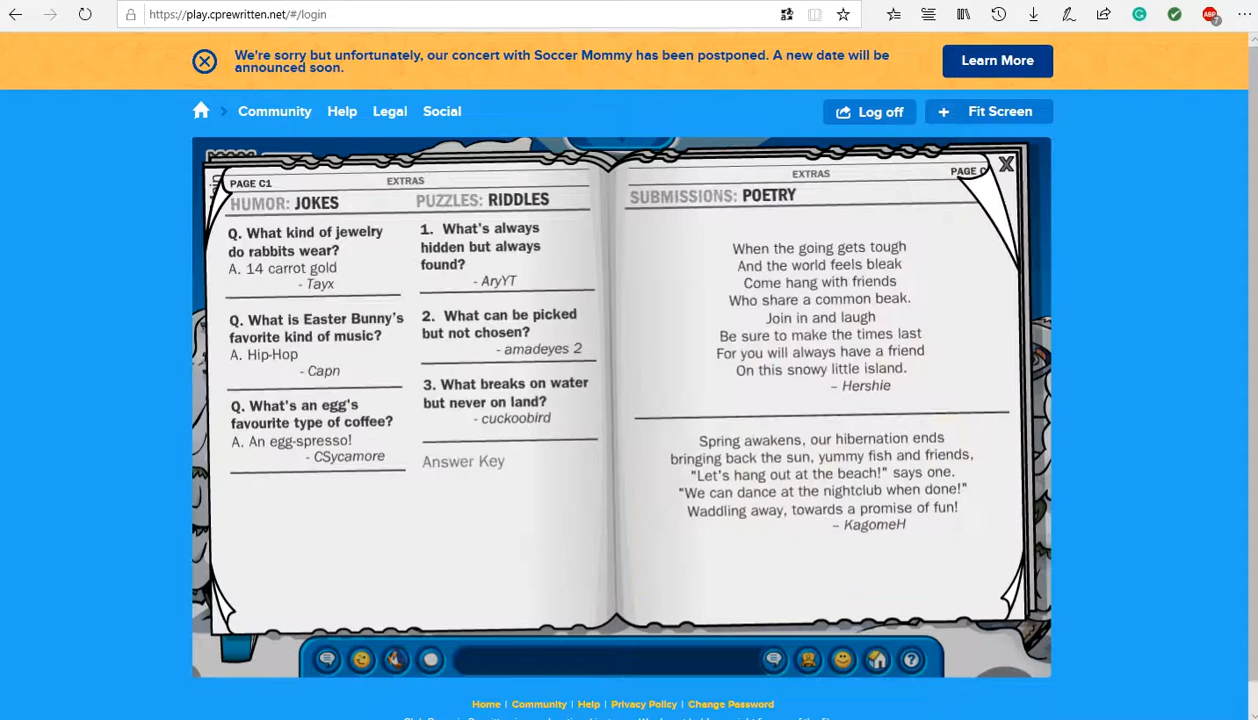 https://play.cprewritten.net/#/login
ABP
7
We're sorry but unfortunately, our concert with Soccer Mommy has been postponed. A new date will be
announced soon.
Learn More
Community
Help
Legal
Social
Log off
+ Fit Screen
PAGE C1
EXTRAS
HUMOR: JOKES
Q. What kind of jewelry
do rabbits wear?
A. 14 carrot gold
- Tayx
Q. What is Easter Bunny's
favorite kind of music?
A. Hip-Hop
- Capn
Q. What's an egg's
favourite type of coffee?
A. An egg-spresso!
- CSycamore
PUZZLES: RIDDLES
1. What's always
hidden but always
found?
- AryYT
2. What can be picked
but not chosen?
- amadeyes 2
3. What breaks on water
but never on land?
- cuckoobird
Answer Key
EXTRAS
PAGE
X
SUBMISSIONS: POETRY
When the going gets tough
And the world feels bleak
Come hang with friends
Who share a common beak.
Join in and laugh
Be sure to make the times last
For you will always have a friend
On this snowy little island.
– Hershie
Spring awakens, our hibernation ends
bringing back the sun, yummy fish and friends,
"Let's hang out at the beach!" says one.
"We can dance at the nightclub when done!"
Waddling away, towards a promise of fun!
– KagomeH
?
Home | Community | Help | Privacy Policy | Change Password